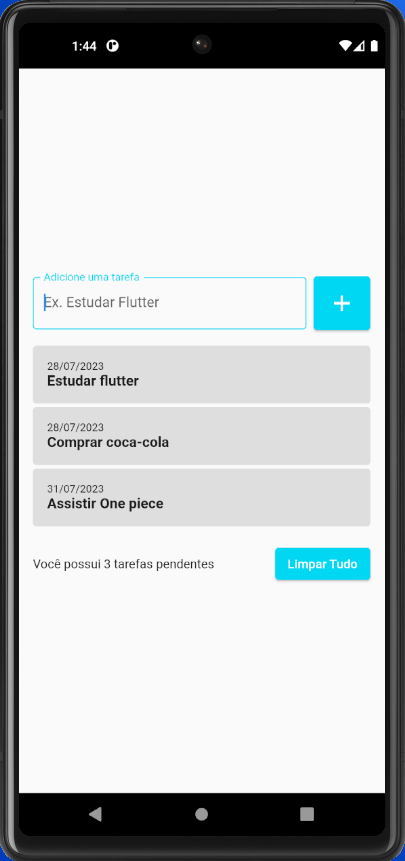 1:44
Adicione uma tarefa
Ex. Estudar Flutter
28/07/2023
Estudar flutter
28/07/2023
Comprar coca-cola
31/07/2023
Assistir One piece
Você possui 3 tarefas pendentes
Limpar Tudo